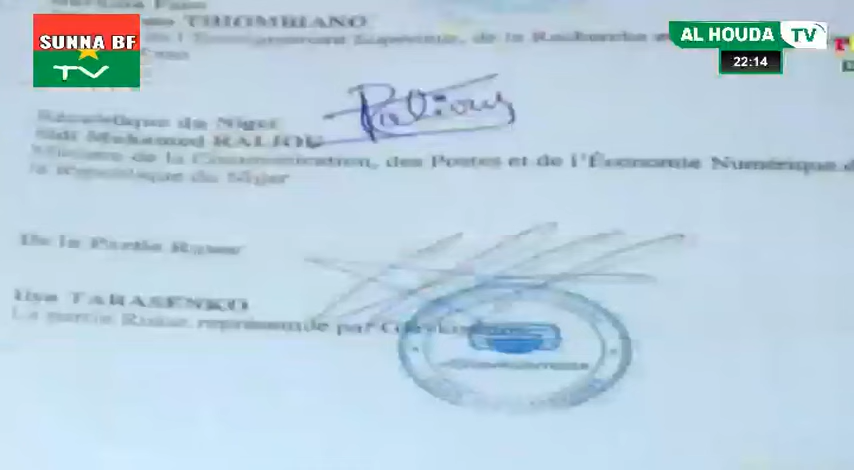 SUNNA BF
TV
AL HOUDA TV
22:14
THIOMBIANO
de l'Enseignement Supérieur, de la Recherche
République du Niger
Sidi Mohamed RALIOU
Raliou
Ministre de la Communication, des Postes et de l'Économie Numérique d
la République du Niger
De la Partie Russe
Ilya TARASENKO
La partie Russe, représentée par